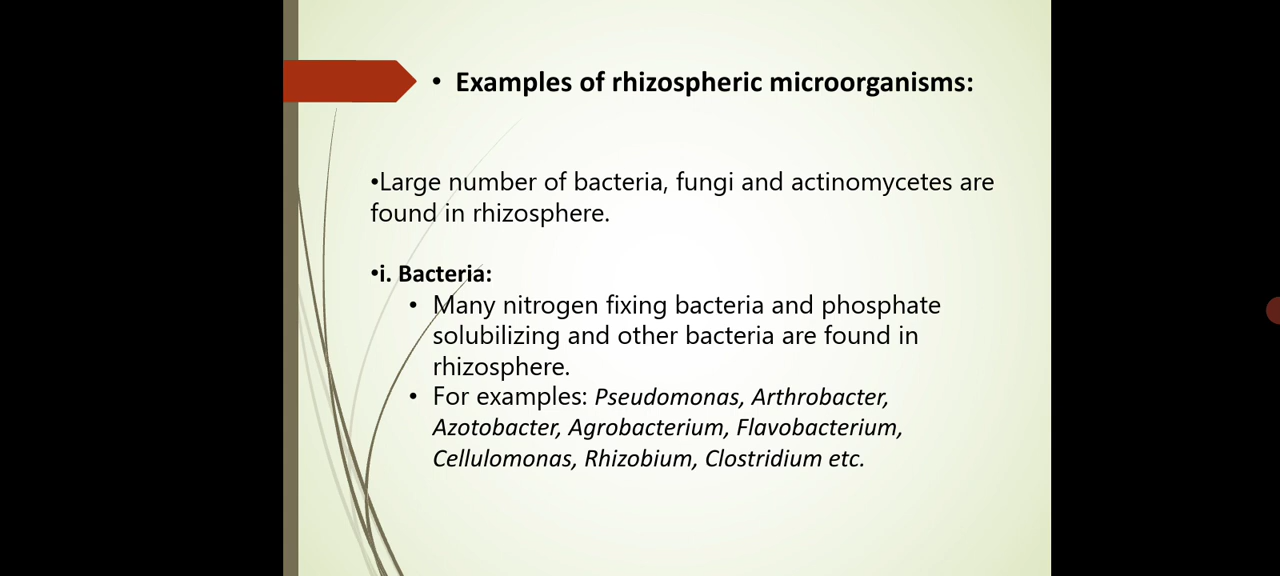 • Examples of rhizospheric microorganisms:
•Large number of bacteria, fungi and actinomycetes are
found in rhizosphere.
•i. Bacteria:
• Many nitrogen fixing bacteria and phosphate
solubilizing and other bacteria are found in
rhizosphere.
• For examples: Pseudomonas, Arthrobacter,
Azotobacter, Agrobacterium, Flavobacterium,
Cellulomonas, Rhizobium, Clostridium etc.